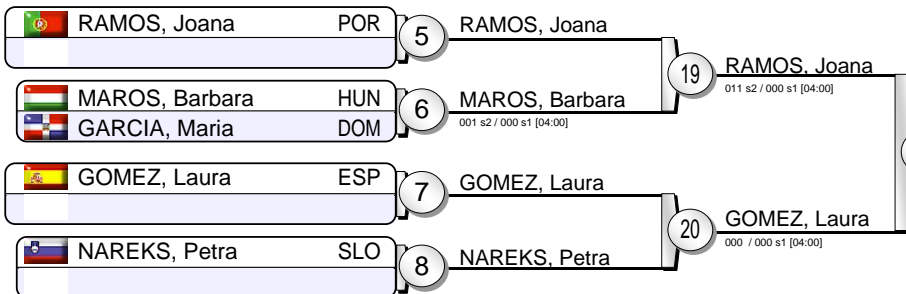 RAMOS, Joana POR
5
RAMOS, Joana
19
RAMOS, Joana
011 s2 / 000 s1 [04:00]
MAROS, Barbara HUN
GARCIA, Maria DOM
6
MAROS, Barbara
001 s2 / 000 s1 [04:00]
GOMEZ, Laura ESP
7
GOMEZ, Laura
20
GOMEZ, Laura
000 / 000 s1 [04:00]
NAREKS, Petra SLO
8
NAREKS, Petra